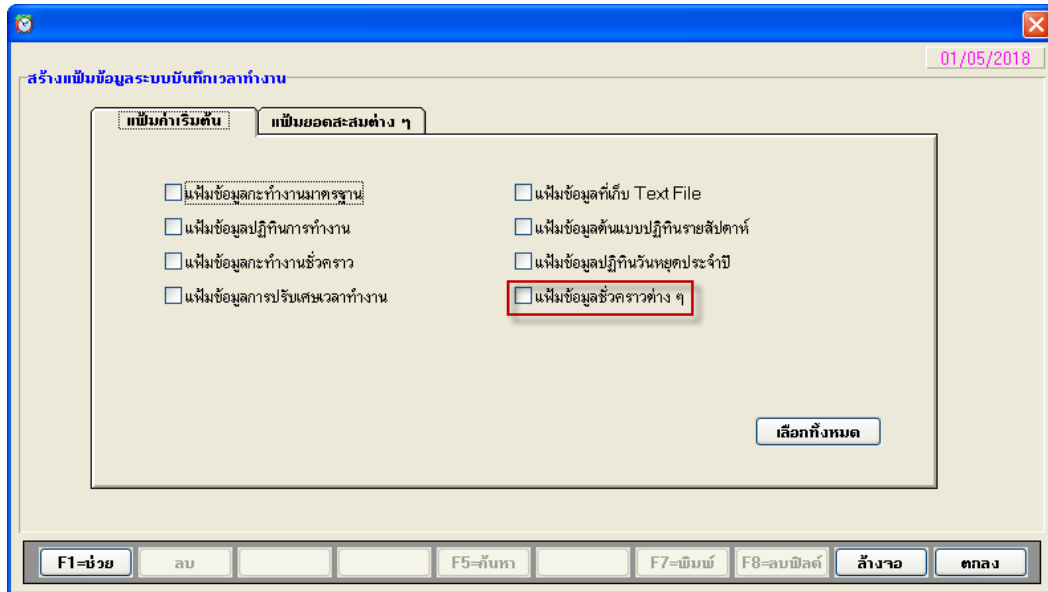 01/05/2018
สร้างแฟ้มข้อมูลระบบบันทึกเวลาทำงาน
แฟ้มค่าเริ่มต้น แฟ้มยอดสะสมต่าง ๆ
แฟ้มข้อมูลกะทำงานมาตรฐาน แฟ้มข้อมูลที่เก็บ Text File
แฟ้มข้อมูลปฏิทินการทำงาน แฟ้มข้อมูลต้นแบบปฏิทินรายสัปดาห์
แฟ้มข้อมูลกะทำงานชั่วคราว แฟ้มข้อมูลปฏิทินวันหยุดประจำปี
แฟ้มข้อมูลการปรับเศษเวลาทำงาน แฟ้มข้อมูลชั่วคราวต่าง ๆ
เลือกทั้งหมด
F1=ช่วย ลบ F5=ค้นหา F7=พิมพ์ F8=ลบฟิลด์ ล้างจอ ตกลง